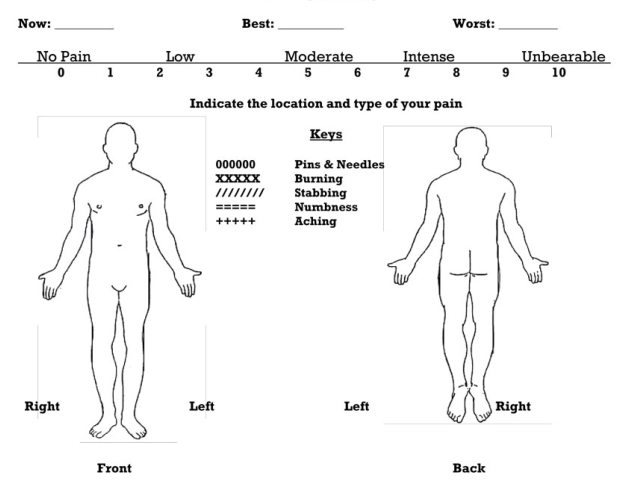 Now: __________ Best: ___________ Worst: __________
No Pain Low Moderate Intense Unbearable
0 1 2 3 4 5 6 7 8 9 10
Indicate the location and type of your pain
Keys
000000 Pins & Needles
XXXXX Burning
//////// Stabbing
===== Numbness
+++++ Aching
Right Left Left Right
Front Back